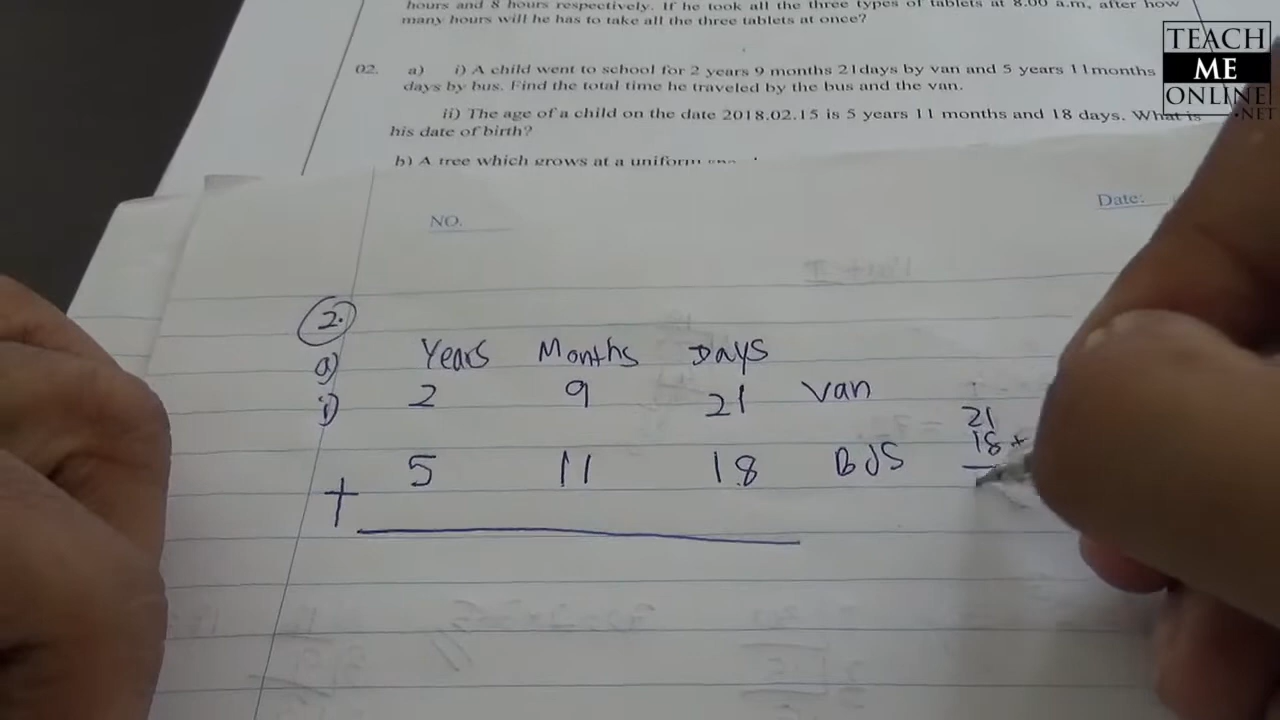 hours and 8 hours respectively. If he took all the three types of tablets at 8.00 a.m, after how
many hours will he has to take all the three tablets at once?
02. a) i) A child went to school for 2 years 9 months 21days by van and 5 years 11months
days by bus. Find the total time he traveled by the bus and the van.
ii) The age of a child on the date 2018.02.15 is 5 years 11 months and 18 days. What is
his date of birth?
b) A tree which grows at a uniform
TEACH
ME
ONLINE
.NET
NO.
Date:
2.
a) Years Months Days
i) 2 9 21 Van
+ 5 11 18 BUS
21
18 +